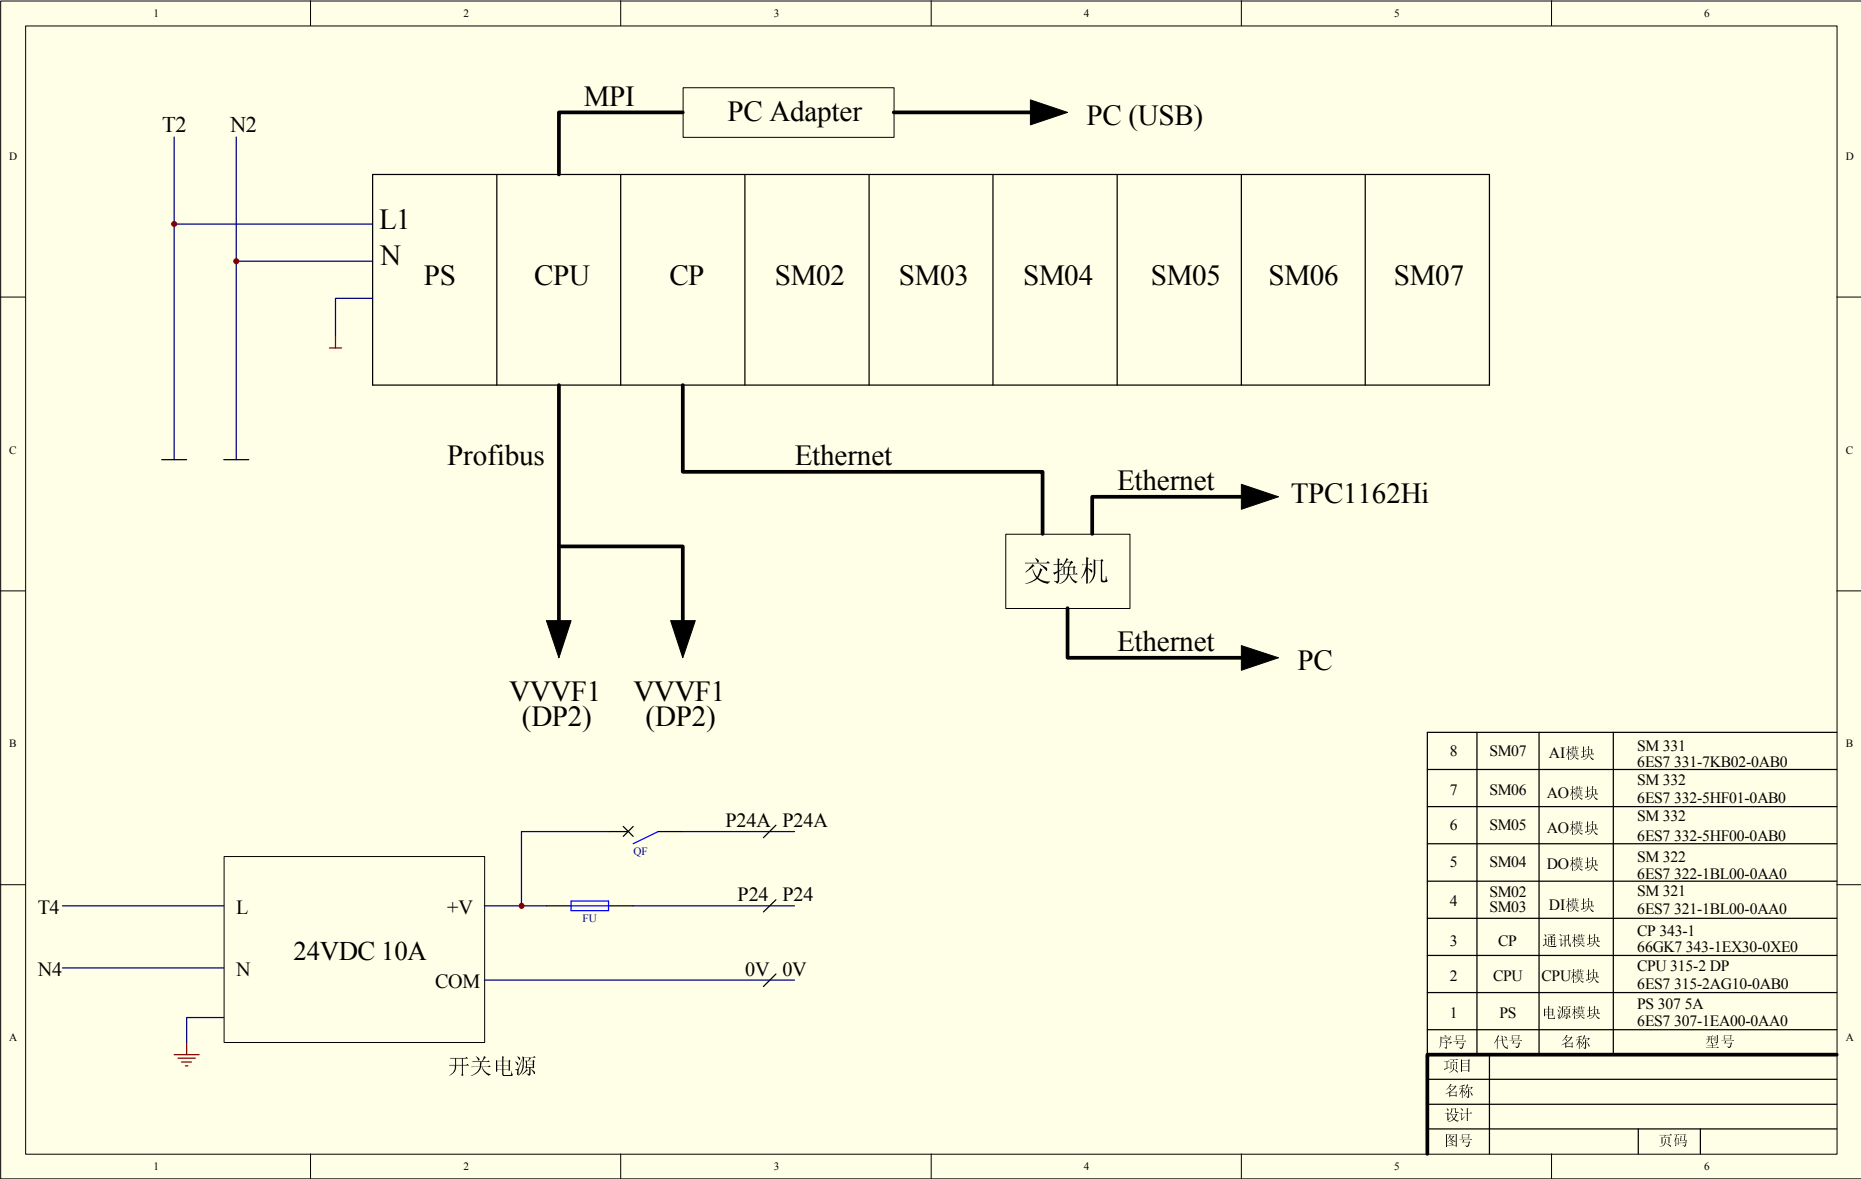 1 2 3 4 5 6
D D
MPI
PC Adapter
PC (USB)
T2 N2
L1
N
PS CPU CP SM02 SM03 SM04 SM05 SM06 SM07
C C
Profibus
Ethernet
Ethernet
TPC1162Hi
交换机
Ethernet
PC
VVVF1 VVVF1
(DP2) (DP2)
B B
P24A P24A
QF
T4 L +V P24 P24
FU
24VDC 10A
N4 N
COM 0V 0V
开关电源
8 SM07 AI模块 SM 331
6ES7 331-7KB02-0AB0
7 SM06 AO模块 SM 332
6ES7 332-5HF01-0AB0
6 SM05 AO模块 SM 332
6ES7 332-5HF00-0AB0
5 SM04 DO模块 SM 322
6ES7 322-1BL00-0AA0
4 SM02 SM03 DI模块 SM 321
6ES7 321-1BL00-0AA0
3 CP 通讯模块 CP 343-1
66GK7 343-1EX30-0XE0
2 CPU CPU模块 CPU 315-2 DP
6ES7 315-2AG10-0AB0
1 PS 电源模块 PS 307 5A
6ES7 307-1EA00-0AA0
A A
序号 代号 名称 型号
项目
名称
设计
图号 页码
1 2 3 4 5 6